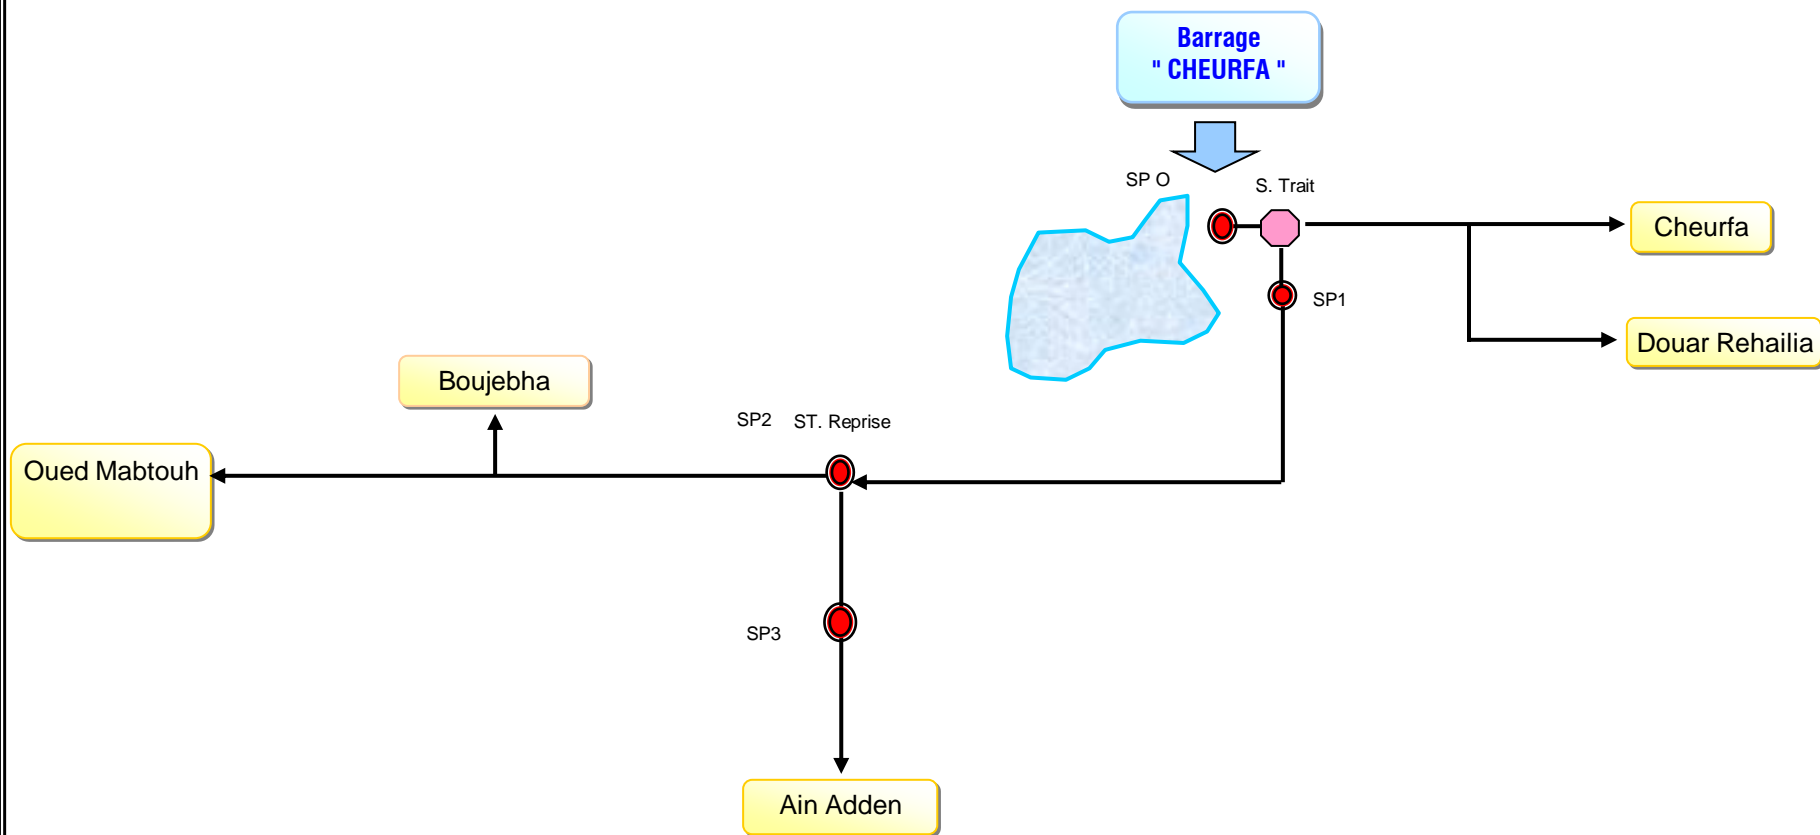 Barrage
" CHEURFA "
SP O
S. Trait
Cheurfa
SP1
Douar Rehailia
Boujebha
SP2
ST. Reprise
Oued Mabtouh
SP3
Ain Adden